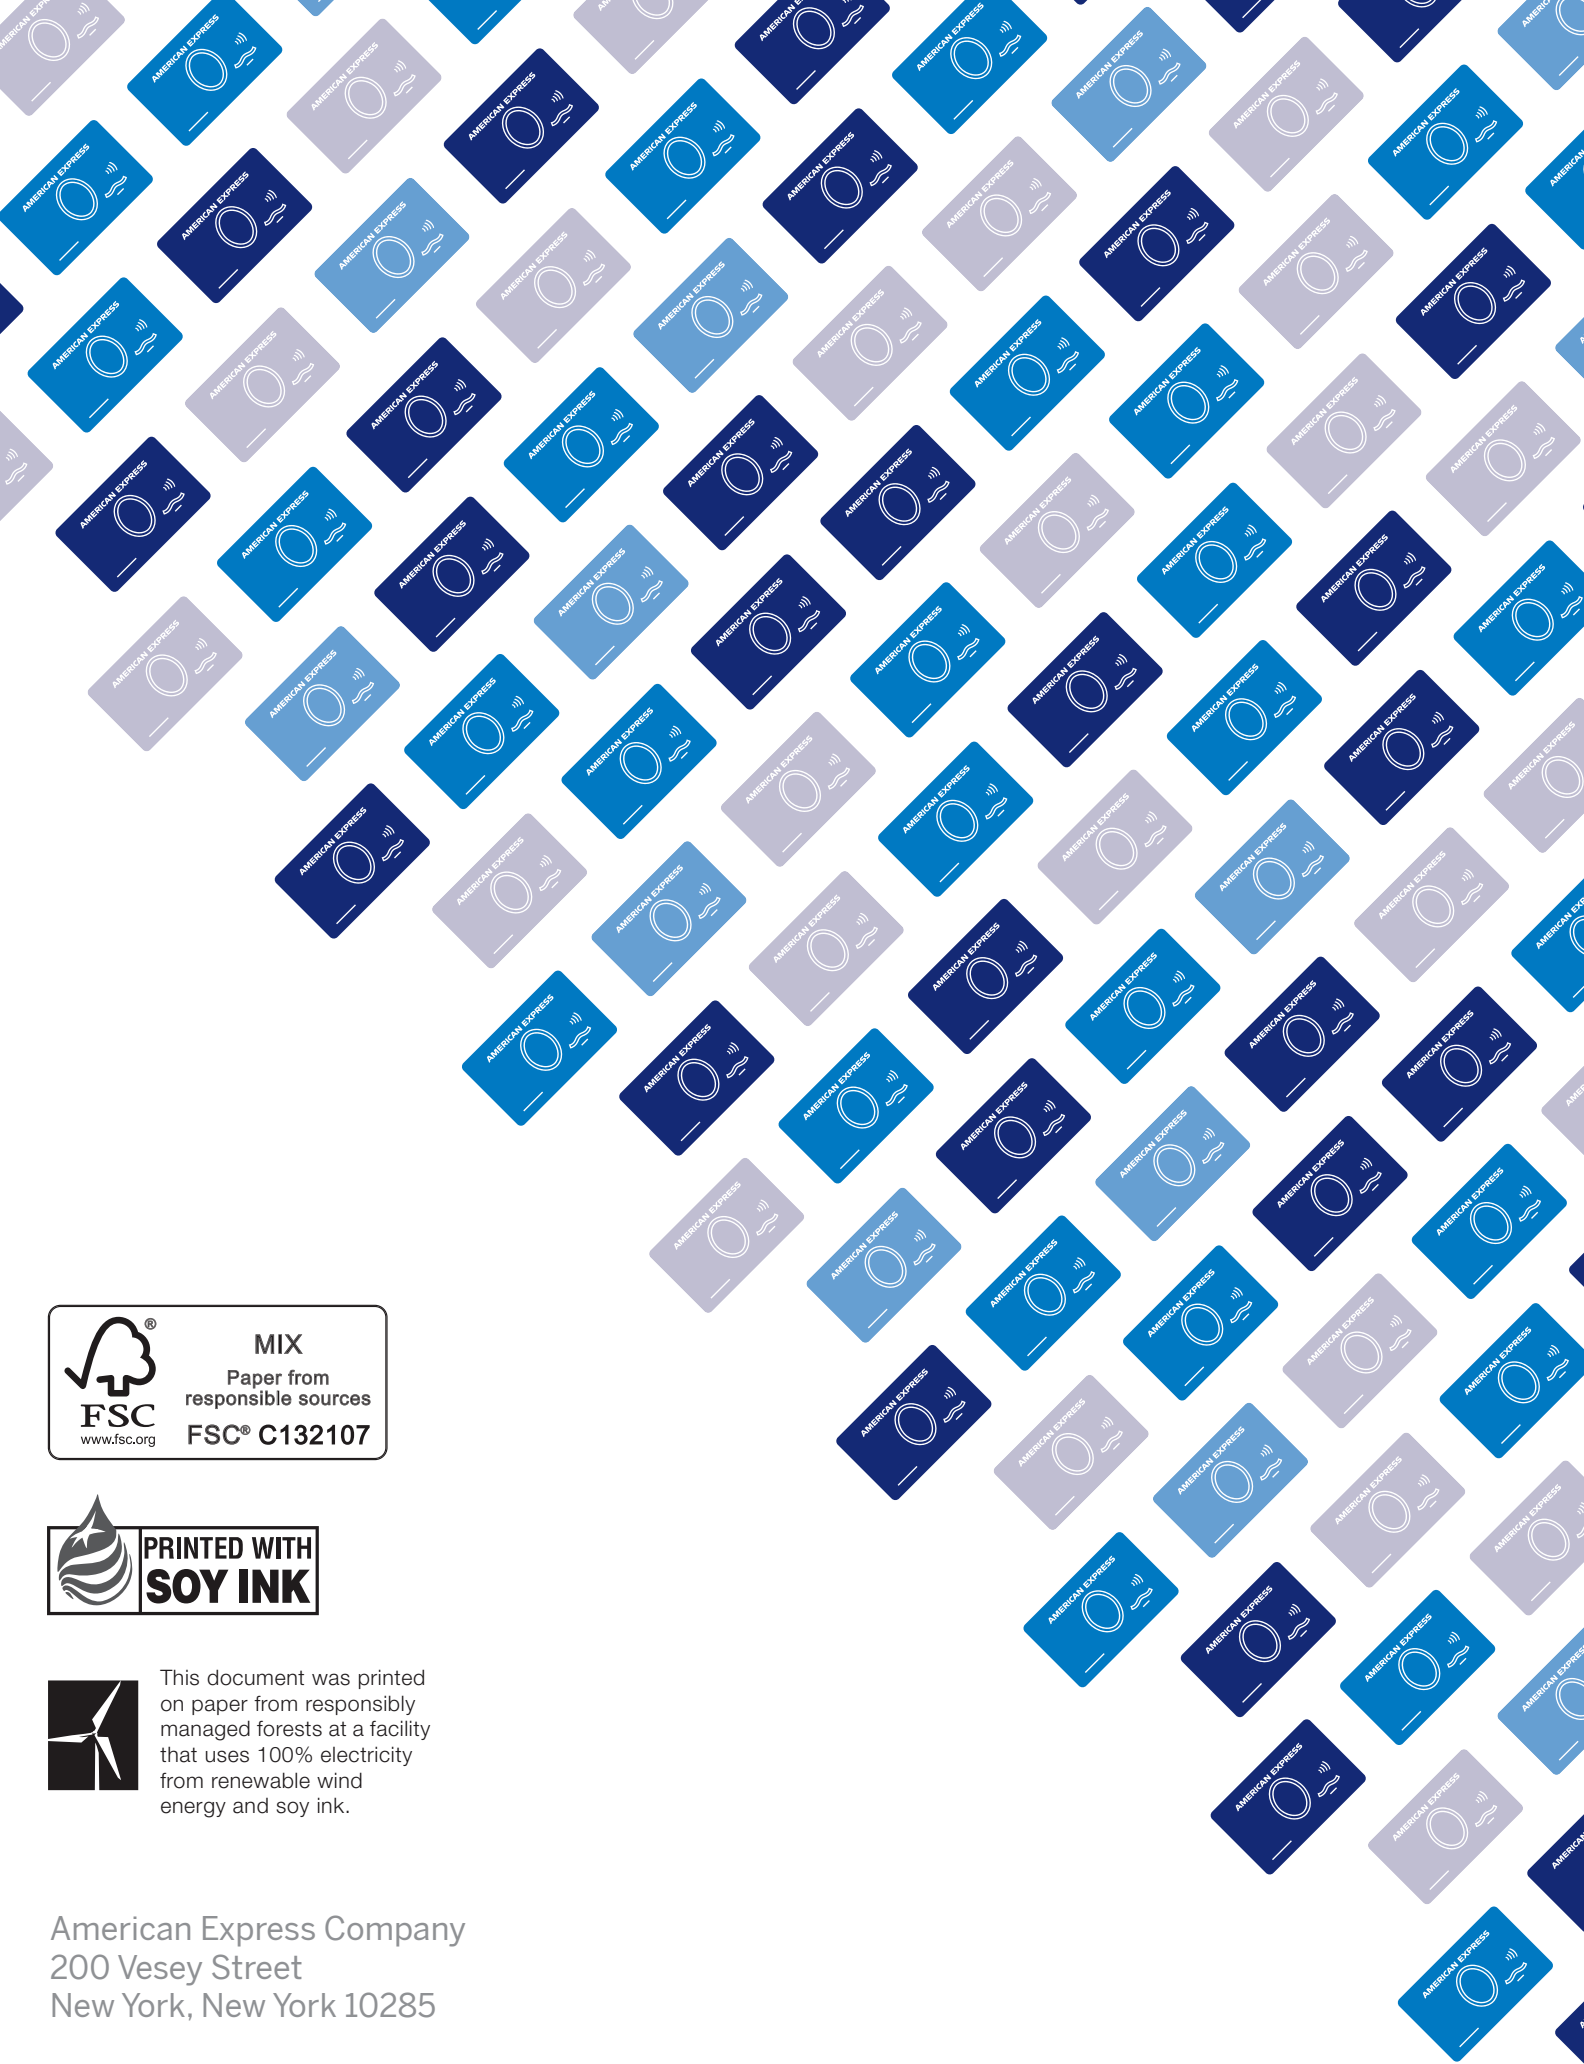 MIX
Paper from
responsible sources
FSC® C132107
®
FSC
www.fsc.org
PRINTED WITH
SOY INK
This document was printed
on paper from responsibly
managed forests at a facility
that uses 100% electricity
from renewable wind
energy and soy ink.
American Express Company
200 Vesey Street
New York, New York 10285
AMERICAN EXPRESS